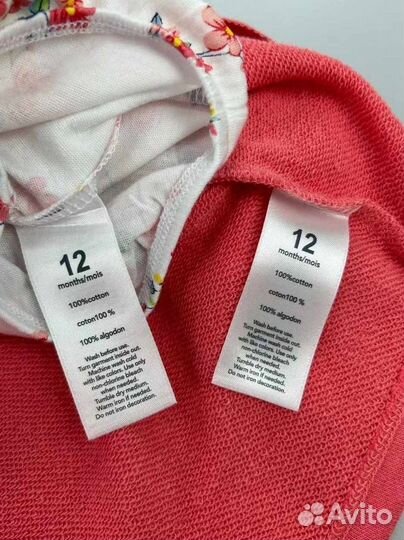 12
months/mois
100%cotton
coton100 %
100% algodon
Wash before use.
Turn garment inside out.
Machine wash cold
with like colors. Use only
non-chlorine bleach
when needed.
Tumble dry medium.
Warm iron if needed.
Do not iron decoration.
12
months/mois
100%cotton
coton100 %
100% algodon
Wash before use.
Turn garment inside out.
Machine wash cold
with like colors. Use only
non-chlorine bleach
when needed.
Tumble dry medium.
Warm iron if needed.
Do not iron decoration.
Avito